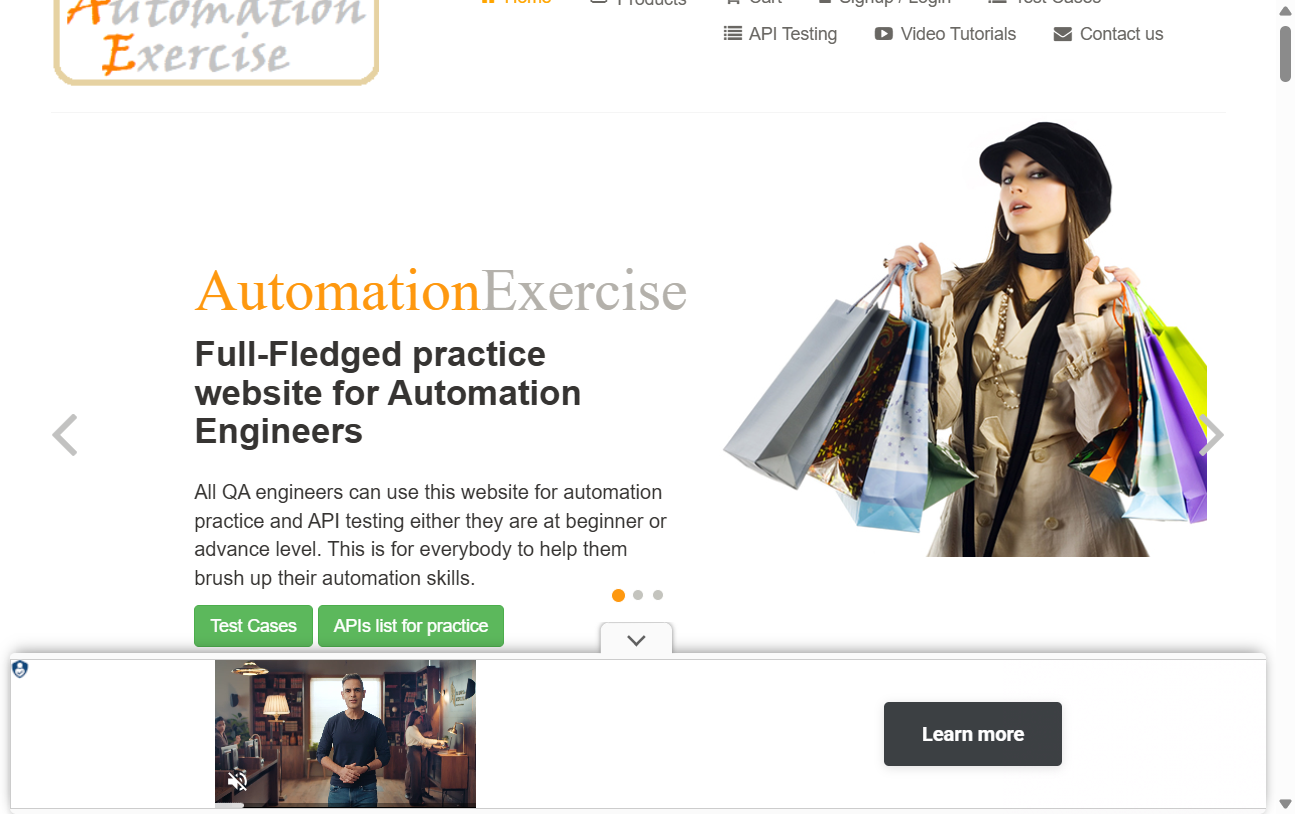 Automation
Exercise
Home Products Cart Signup / Login Test Cases
API Testing Video Tutorials Contact us
AutomationExercise
Full-Fledged practice
website for Automation
Engineers
All QA engineers can use this website for automation
practice and API testing either they are at beginner or
advance level. This is for everybody to help them
brush up their automation skills.
Test Cases APIs list for practice
Learn more